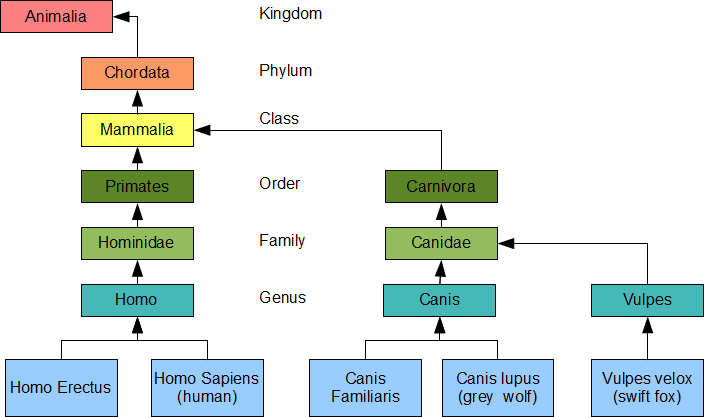 Animalia
Kingdom
Chordata
Phylum
Mammalia
Class
Primates
Order
Carnivora
Hominidae
Family
Canidae
Homo
Genus
Canis
Vulpes
Homo Erectus
Homo Sapiens
(human)
Canis
Familiaris
Canis lupus
(grey wolf)
Vulpes velox
(swift fox)